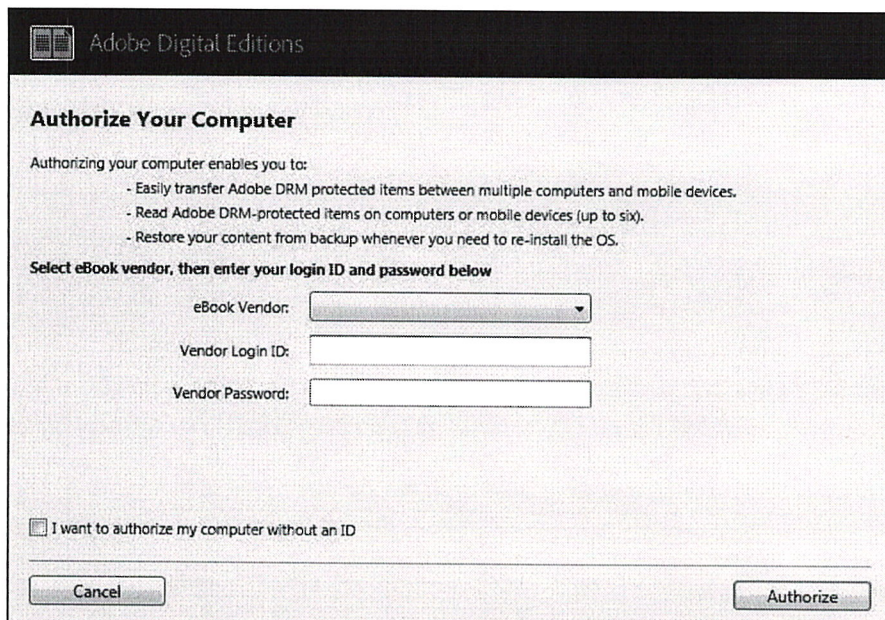 Adobe Digital Editions
Authorize Your Computer
Authorizing your computer enables you to:
- Easily transfer Adobe DRM protected items between multiple computers and mobile devices.
- Read Adobe DRM-protected items on computers or mobile devices (up to six).
- Restore your content from backup whenever you need to re-install the OS.
Select eBook vendor, then enter your login ID and password below
eBook Vendor:
Vendor Login ID:
Vendor Password:
I want to authorize my computer without an ID
Cancel
Authorize